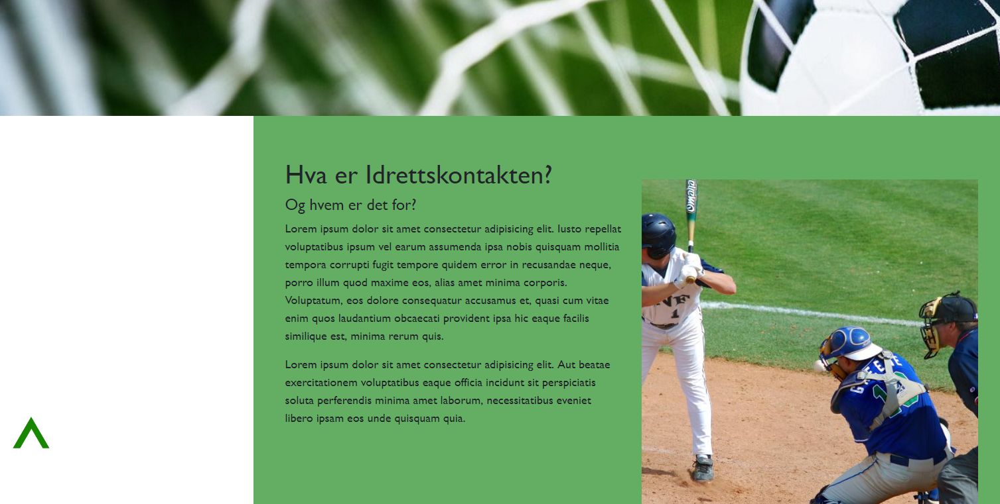 Hva er Idrettskontakten?
Og hvem er det for?
Lorem ipsum dolor sit amet consectetur adipisicing elit. Iusto repellat
voluptatibus ipsum vel earum assumenda ipsa nobis quisquam mollitia
tempora corrupti fugit tempore quidem error in recusandae neque,
porro illum quod maxime eos, alias amet minima corporis.
Voluptatum, eos dolore consequatur accusamus et, quasi cum vitae
enim quos laudantium obcaecati provident ipsa hic eaque facilis
similique est, minima rerum quis.
Lorem ipsum dolor sit amet consectetur adipisicing elit. Aut beatae
exercitationem voluptatibus eaque officia incidunt sit perspiciatis
soluta perferendis minima amet laborum, necessitatibus eveniet
libero ipsam eos unde quisquam quia.
1